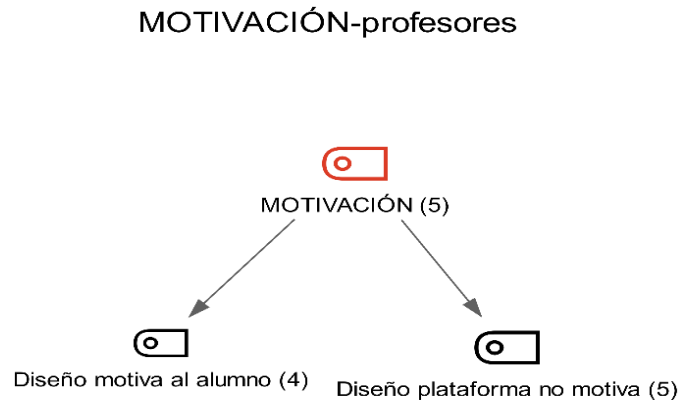 MOTIVACIÓN-profesores
MOTIVACIÓN (5)
Diseño motiva al alumno (4)
Diseño plataforma no motiva (5)